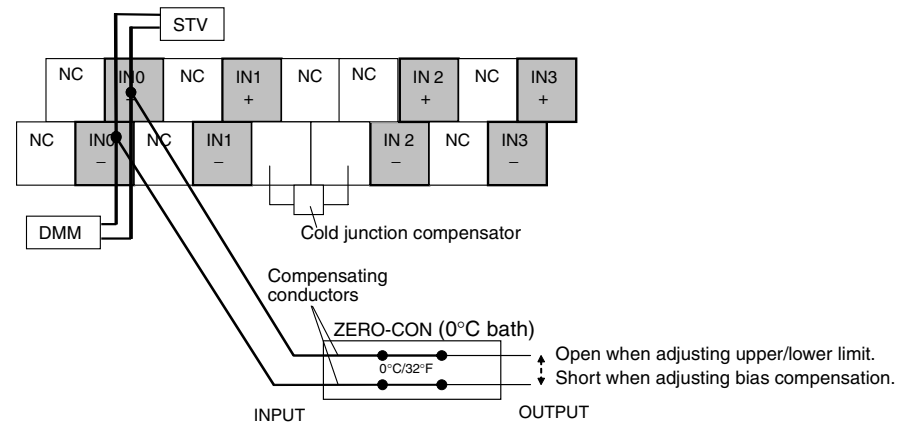 STV
NC IN0 + NC IN1 + NC NC IN 2 + NC IN3 +
NC IN0 − NC IN1 − IN 2 − NC IN3 −
DMM
Cold junction compensator
Compensating
conductors
ZERO-CON (0°C bath)
0°C/32°F
Open when adjusting upper/lower limit.
Short when adjusting bias compensation.
INPUT
OUTPUT